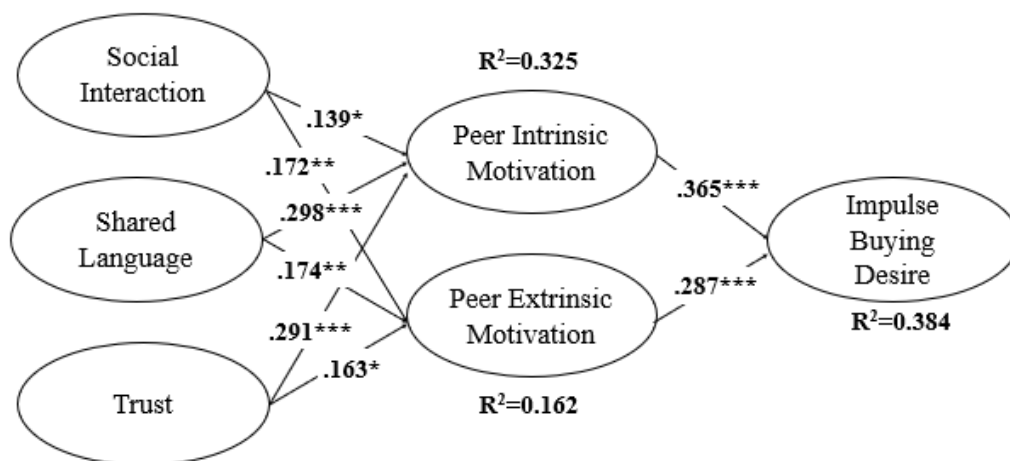 Social
Interaction
R²=0.325
.139*
Peer Intrinsic
Motivation
.172**
.365***
.298***
Shared
Language
Impulse
Buying
Desire
.174**
Peer Extrinsic
Motivation
.287***
R²=0.384
.291***
.163*
Trust
R²=0.162